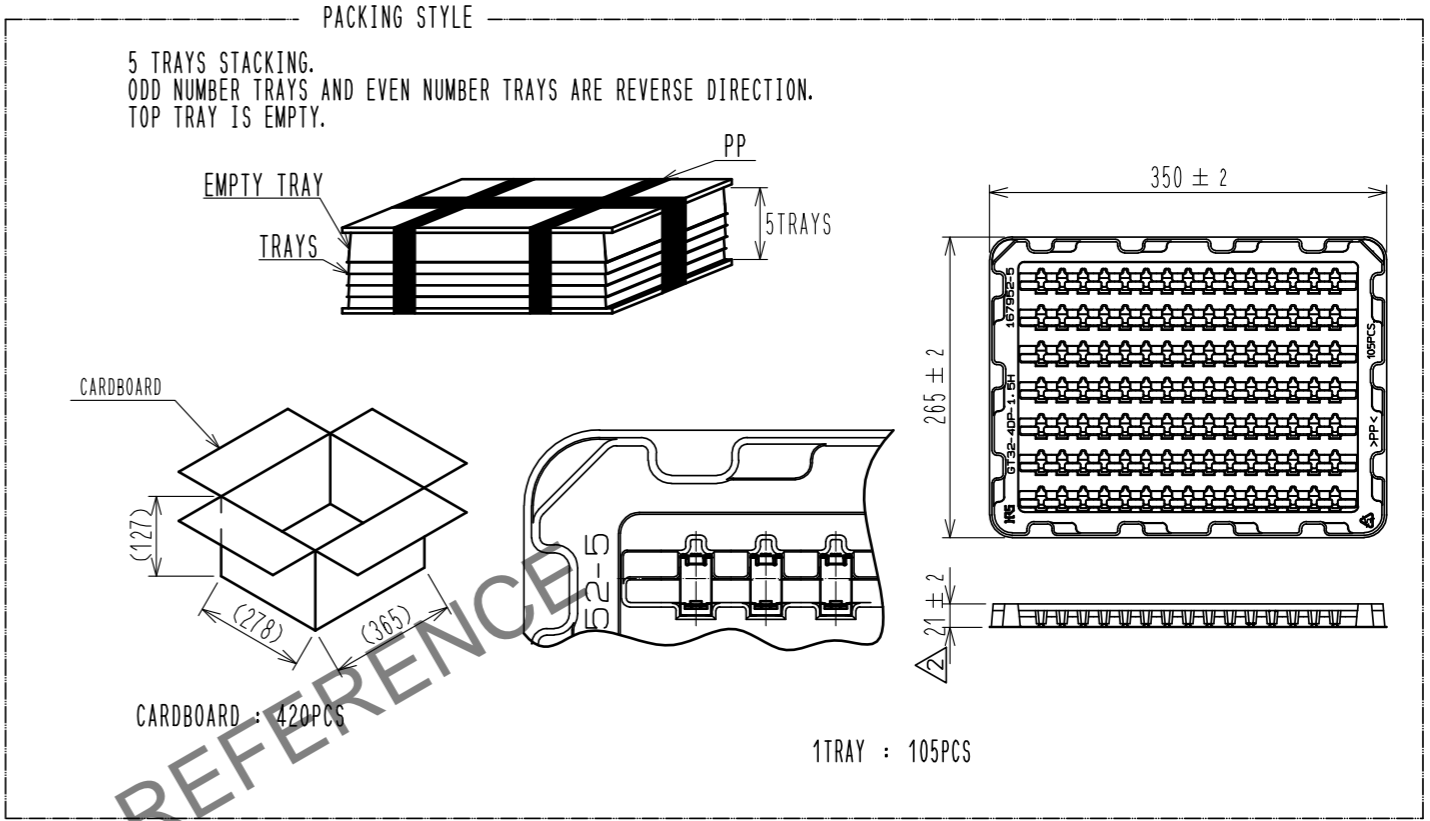 PACKING STYLE
5 TRAYS STACKING.
ODD NUMBER TRAYS AND EVEN NUMBER TRAYS ARE REVERSE DIRECTION.
TOP TRAY IS EMPTY.
PP
EMPTY TRAY
TRAYS
5TRAYS
350 ± 2
265 ± 2
167952-5
GT32-4DP-1.5H
HRS
105PCS
>PP<
21 ± 2
2
CARDBOARD
(127)
(278)
(365)
52-5
CARDBOARD : 420PCS
1TRAY : 105PCS
REFERENCE